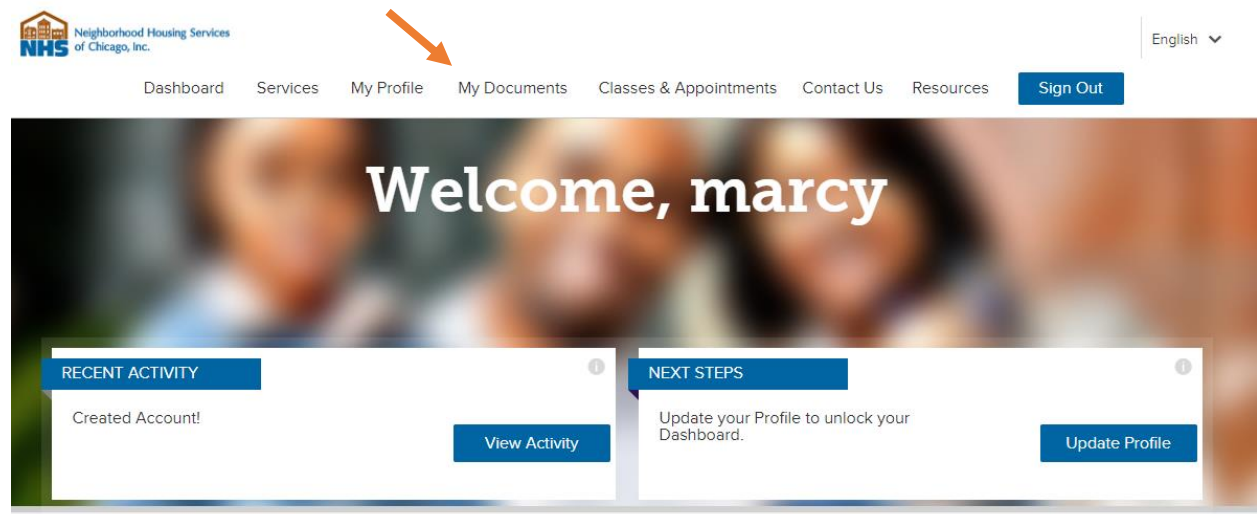 Neighborhood Housing Services
NHS of Chicago, Inc.
English
Dashboard Services My Profile My Documents Classes & Appointments Contact Us Resources Sign Out
Welcome, marcy
RECENT ACTIVITY
Created Account!
View Activity
NEXT STEPS
Update your Profile to unlock your
Dashboard.
Update Profile